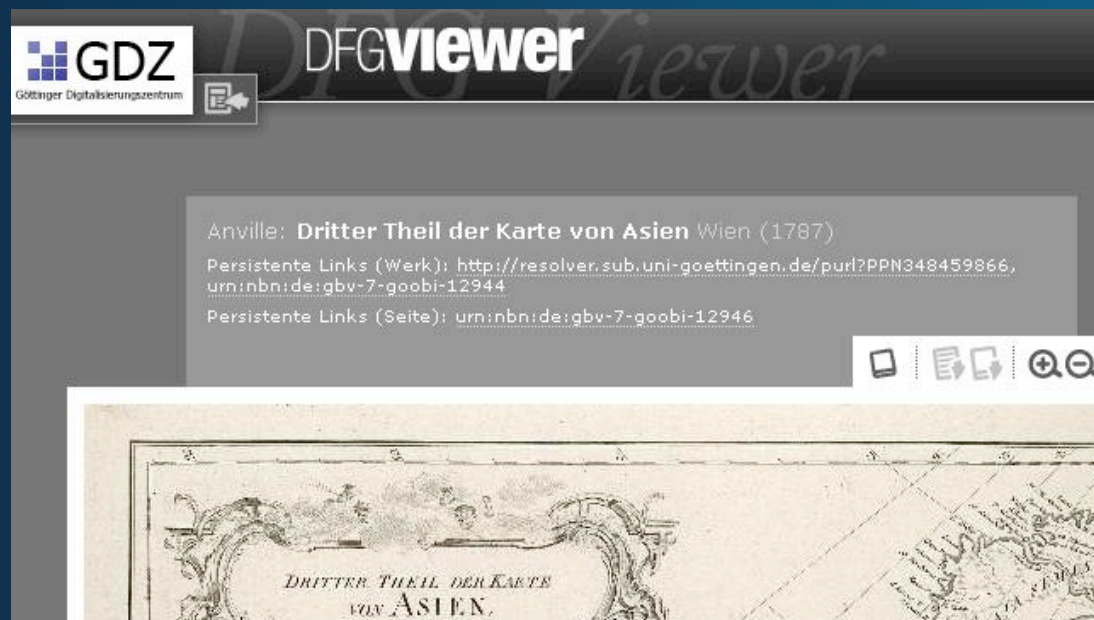 GDZ
Göttinger Digitalisierungszentrum
DFGviewer
DFG Viewer
Anville: Dritter Theil der Karte von Asien Wien (1787)
Persistente Links (Werk): http://resolver.sub.uni-goettingen.de/purl?PPN348459866,
urn:nbn:de:gbv-7-goobi-12944
Persistente Links (Seite): urn:nbn:de:gbv-7-goobi-12946
DRITTER THEIL DER KARTE
VON ASIEN,